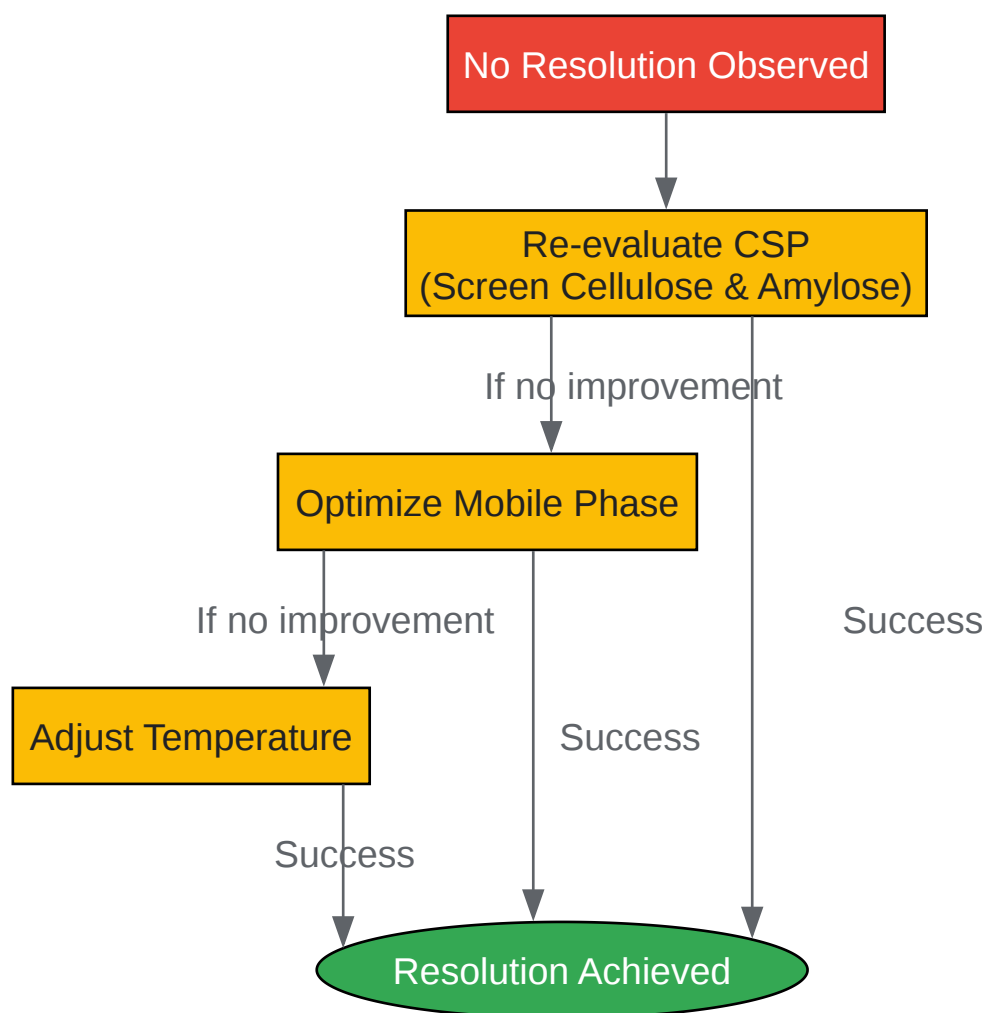 No Resolution Observed
Re-evaluate CSP
(Screen Cellulose & Amylose)
If no improvement
Optimize Mobile Phase
If no improvement
Success
Adjust Temperature
Success
Success
Resolution Achieved